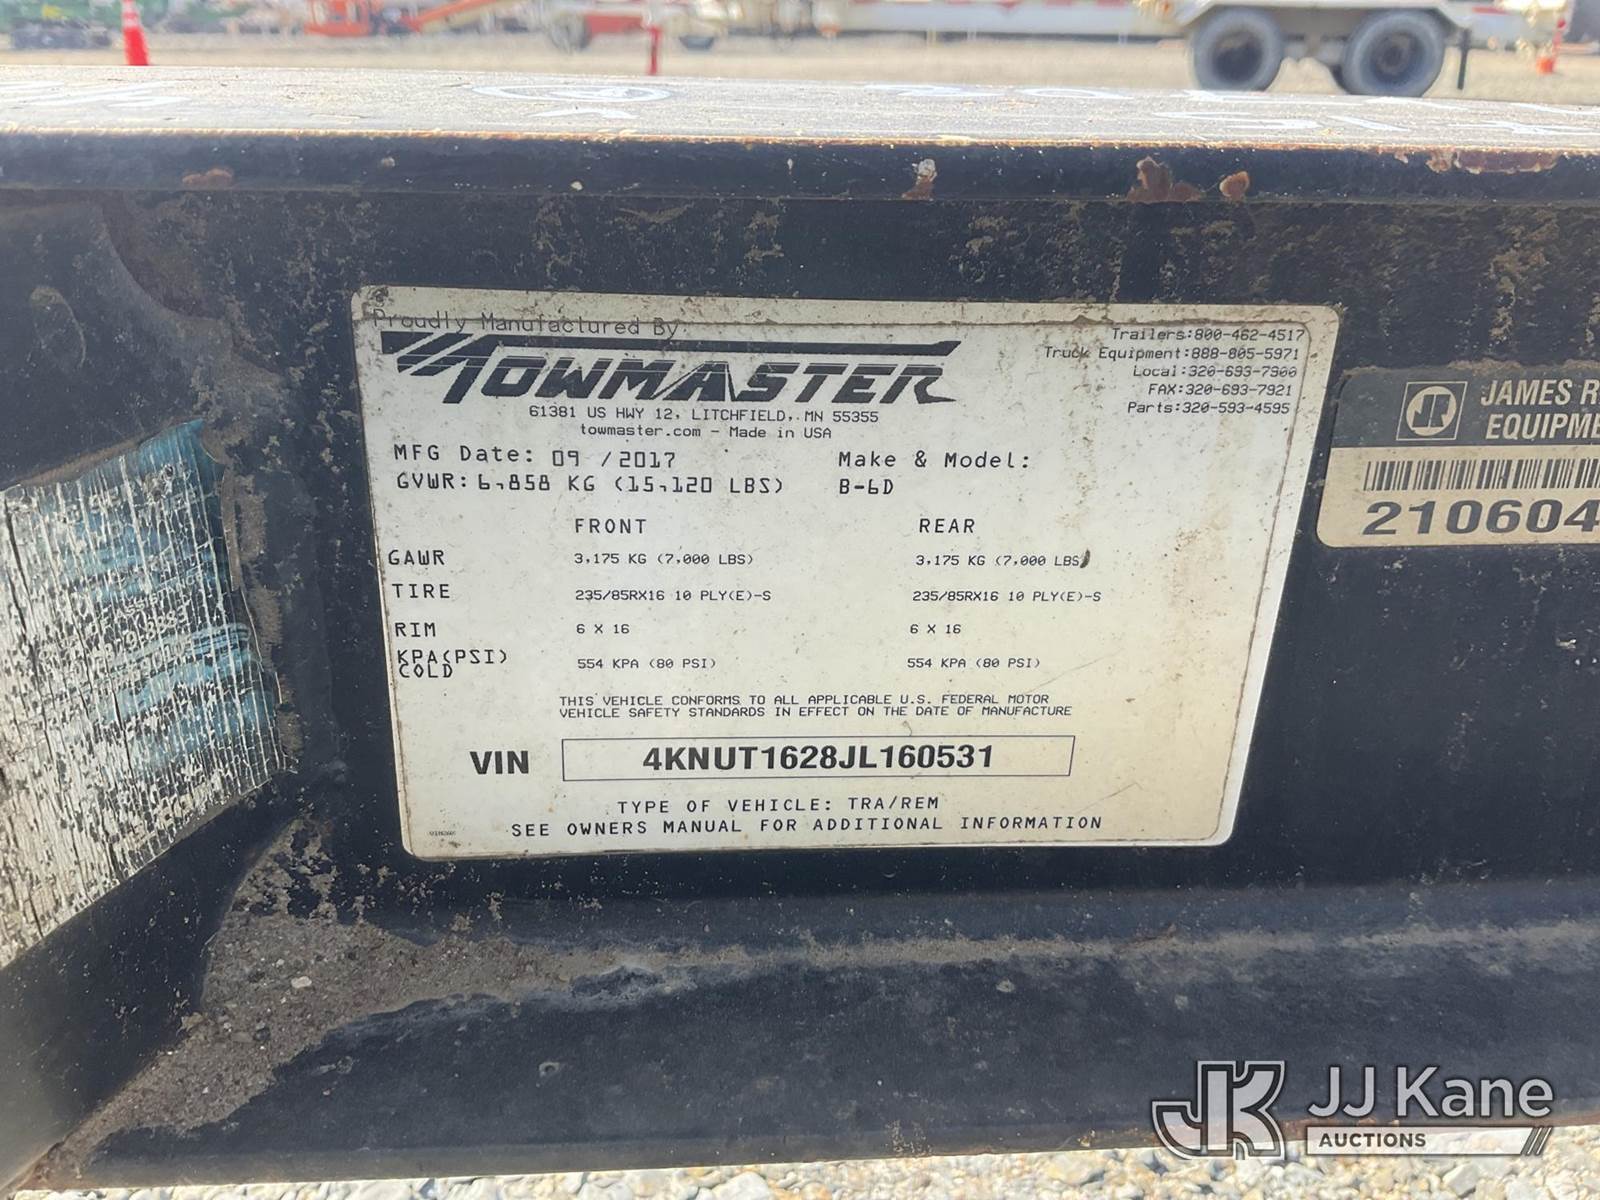 Proudly Manufactured By:
TOWMASTER
61381 US HWY 12, LITCHFIELD, MN 55355
towmaster.com - Made in USA
Trailers:800-462-4517
Truck Equipment:888-805-5971
Local:320-693-7900
FAX:320-693-7921
Parts:320-593-4595
MFG Date: 09 /2017
Make & Model:
GVWR: 6,858 KG (15,120 LBS)
B-6D
FRONT REAR
GAWR 3,175 KG (7,000 LBS) 3,175 KG (7,000 LBS)
TIRE 235/85RX16 10 PLY(E)-S 235/85RX16 10 PLY(E)-S
RIM 6 X 16 6 X 16
KPA(PSI) COLD 554 KPA (80 PSI) 554 KPA (80 PSI)
THIS VEHICLE CONFORMS TO ALL APPLICABLE U.S. FEDERAL MOTOR
VEHICLE SAFETY STANDARDS IN EFFECT ON THE DATE OF MANUFACTURE
VIN 4KNUT1628JL160531
TYPE OF VEHICLE: TRA/REM
SEE OWNERS MANUAL FOR ADDITIONAL INFORMATION
JAMES R
EQUIPME
210604
JK JJ Kane
AUCTIONS